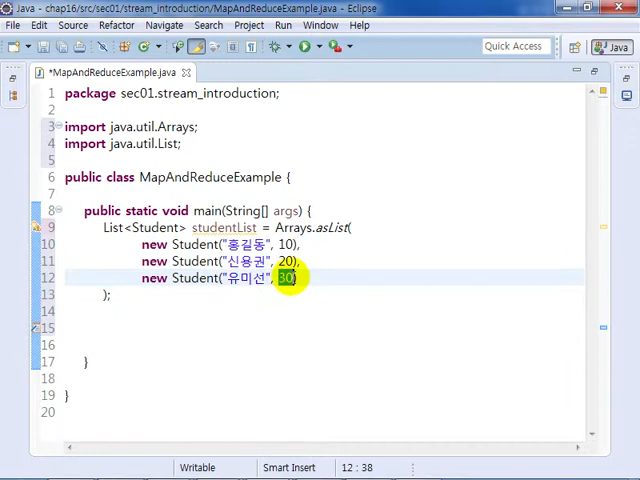 Java - chap16/src/sec01/stream_introduction/MapAndReduceExample.java - Eclipse
File Edit Source Refactor Navigate Search Project Run Window Help
Quick Access
Java
*MapAndReduceExample.java
1 package sec01.stream_introduction;
2
3 import java.util.Arrays;
4 import java.util.List;
5
6 public class MapAndReduceExample {
7
8 public static void main(String[] args) {
9 List<Student> studentList = Arrays.asList(
10 new Student("홍길동", 10),
11 new Student("신용권", 20),
12 new Student("유미선", 30)
13 );
14
15
16
17 }
18
19 }
20
Writable
Smart Insert
12 : 38